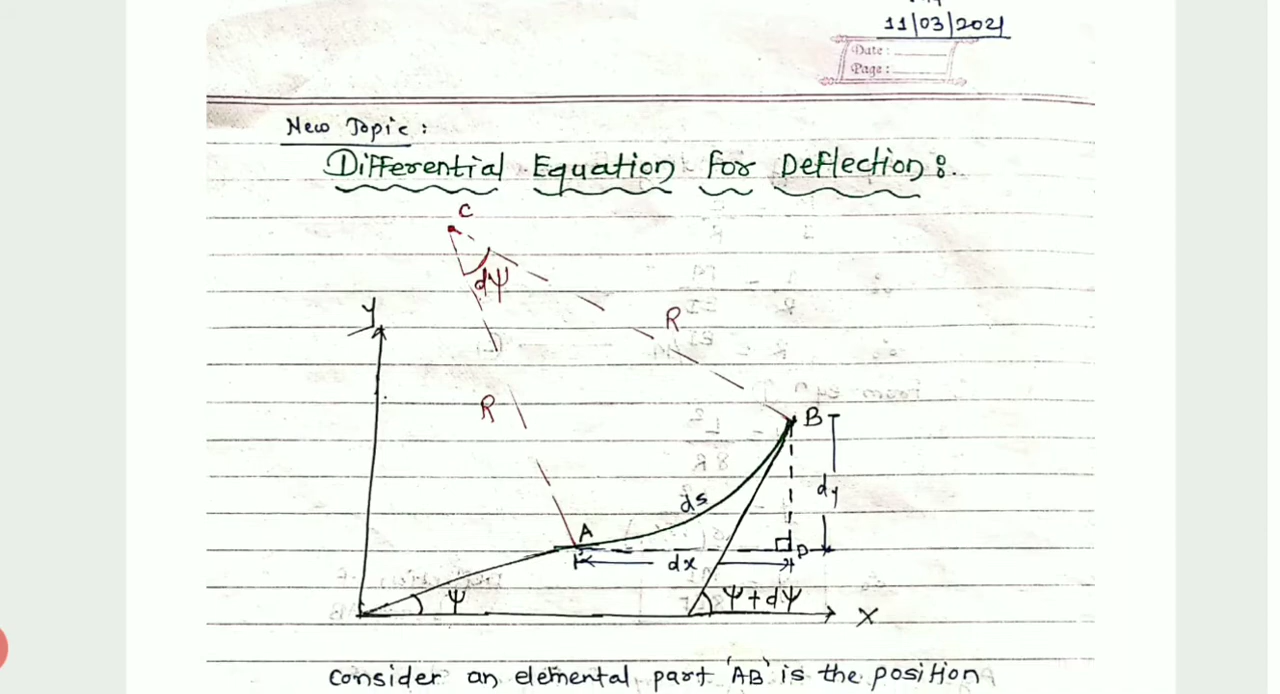 11/03/2021
Date:
Page:
New Topic:
Differential Equation For Deflection:.
C
dψ
y
R
R
B
ds
dy
A
D
dx
ψ
ψ+dψ
X
Consider an elemental part 'AB' is the position